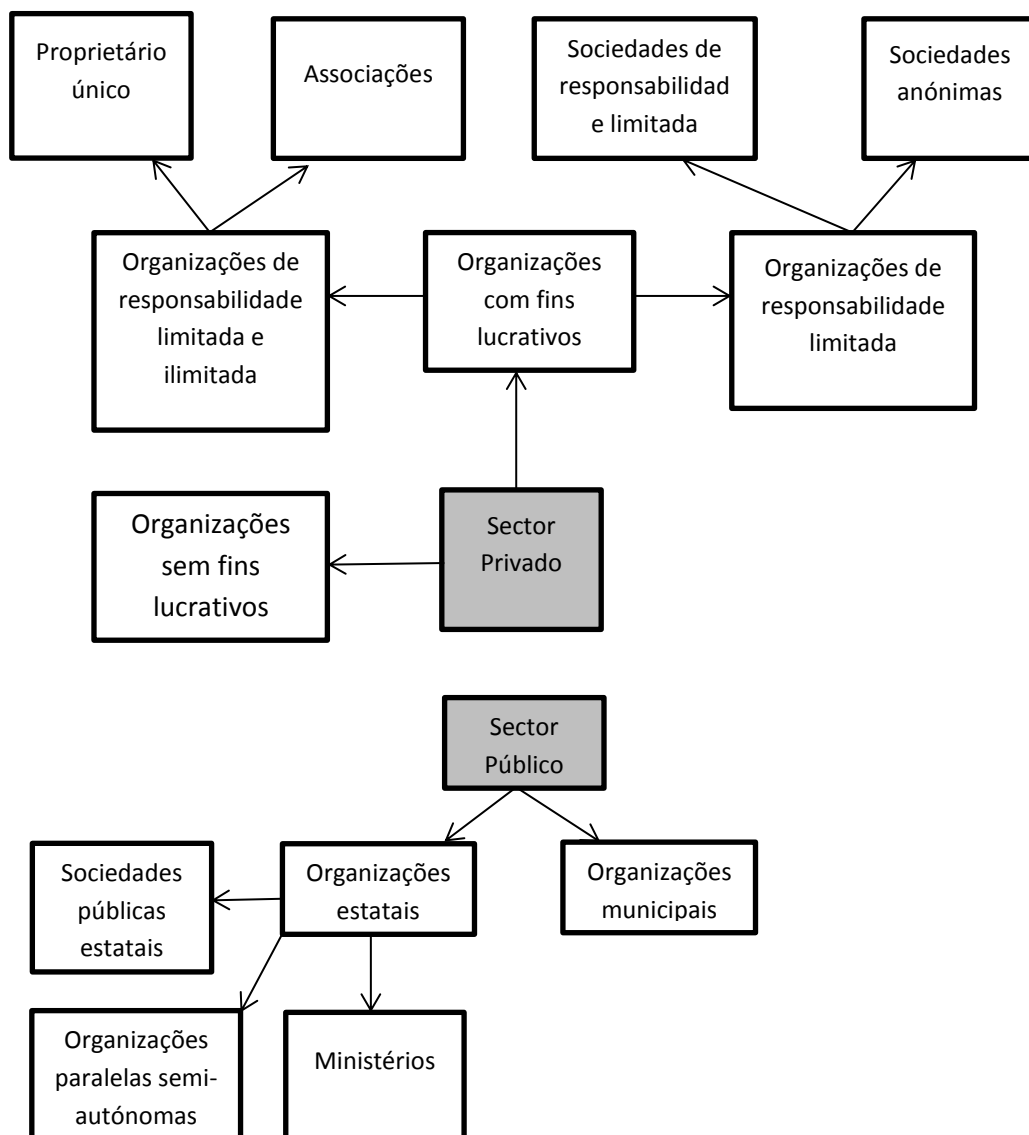 Proprietário
único
Associações
Sociedades de
responsabilidad
e limitada
Sociedades
anónimas
Organizações de
responsabilidade
limitada e
ilimitada
Organizações
com fins
lucrativos
Organizações de
responsabilidade
limitada
Organizações
sem fins
lucrativos
Sector
Privado
Sector
Público
Sociedades
públicas
estatais
Organizações
estatais
Organizações
municipais
Organizações
paralelas semi-
autónomas
Ministérios